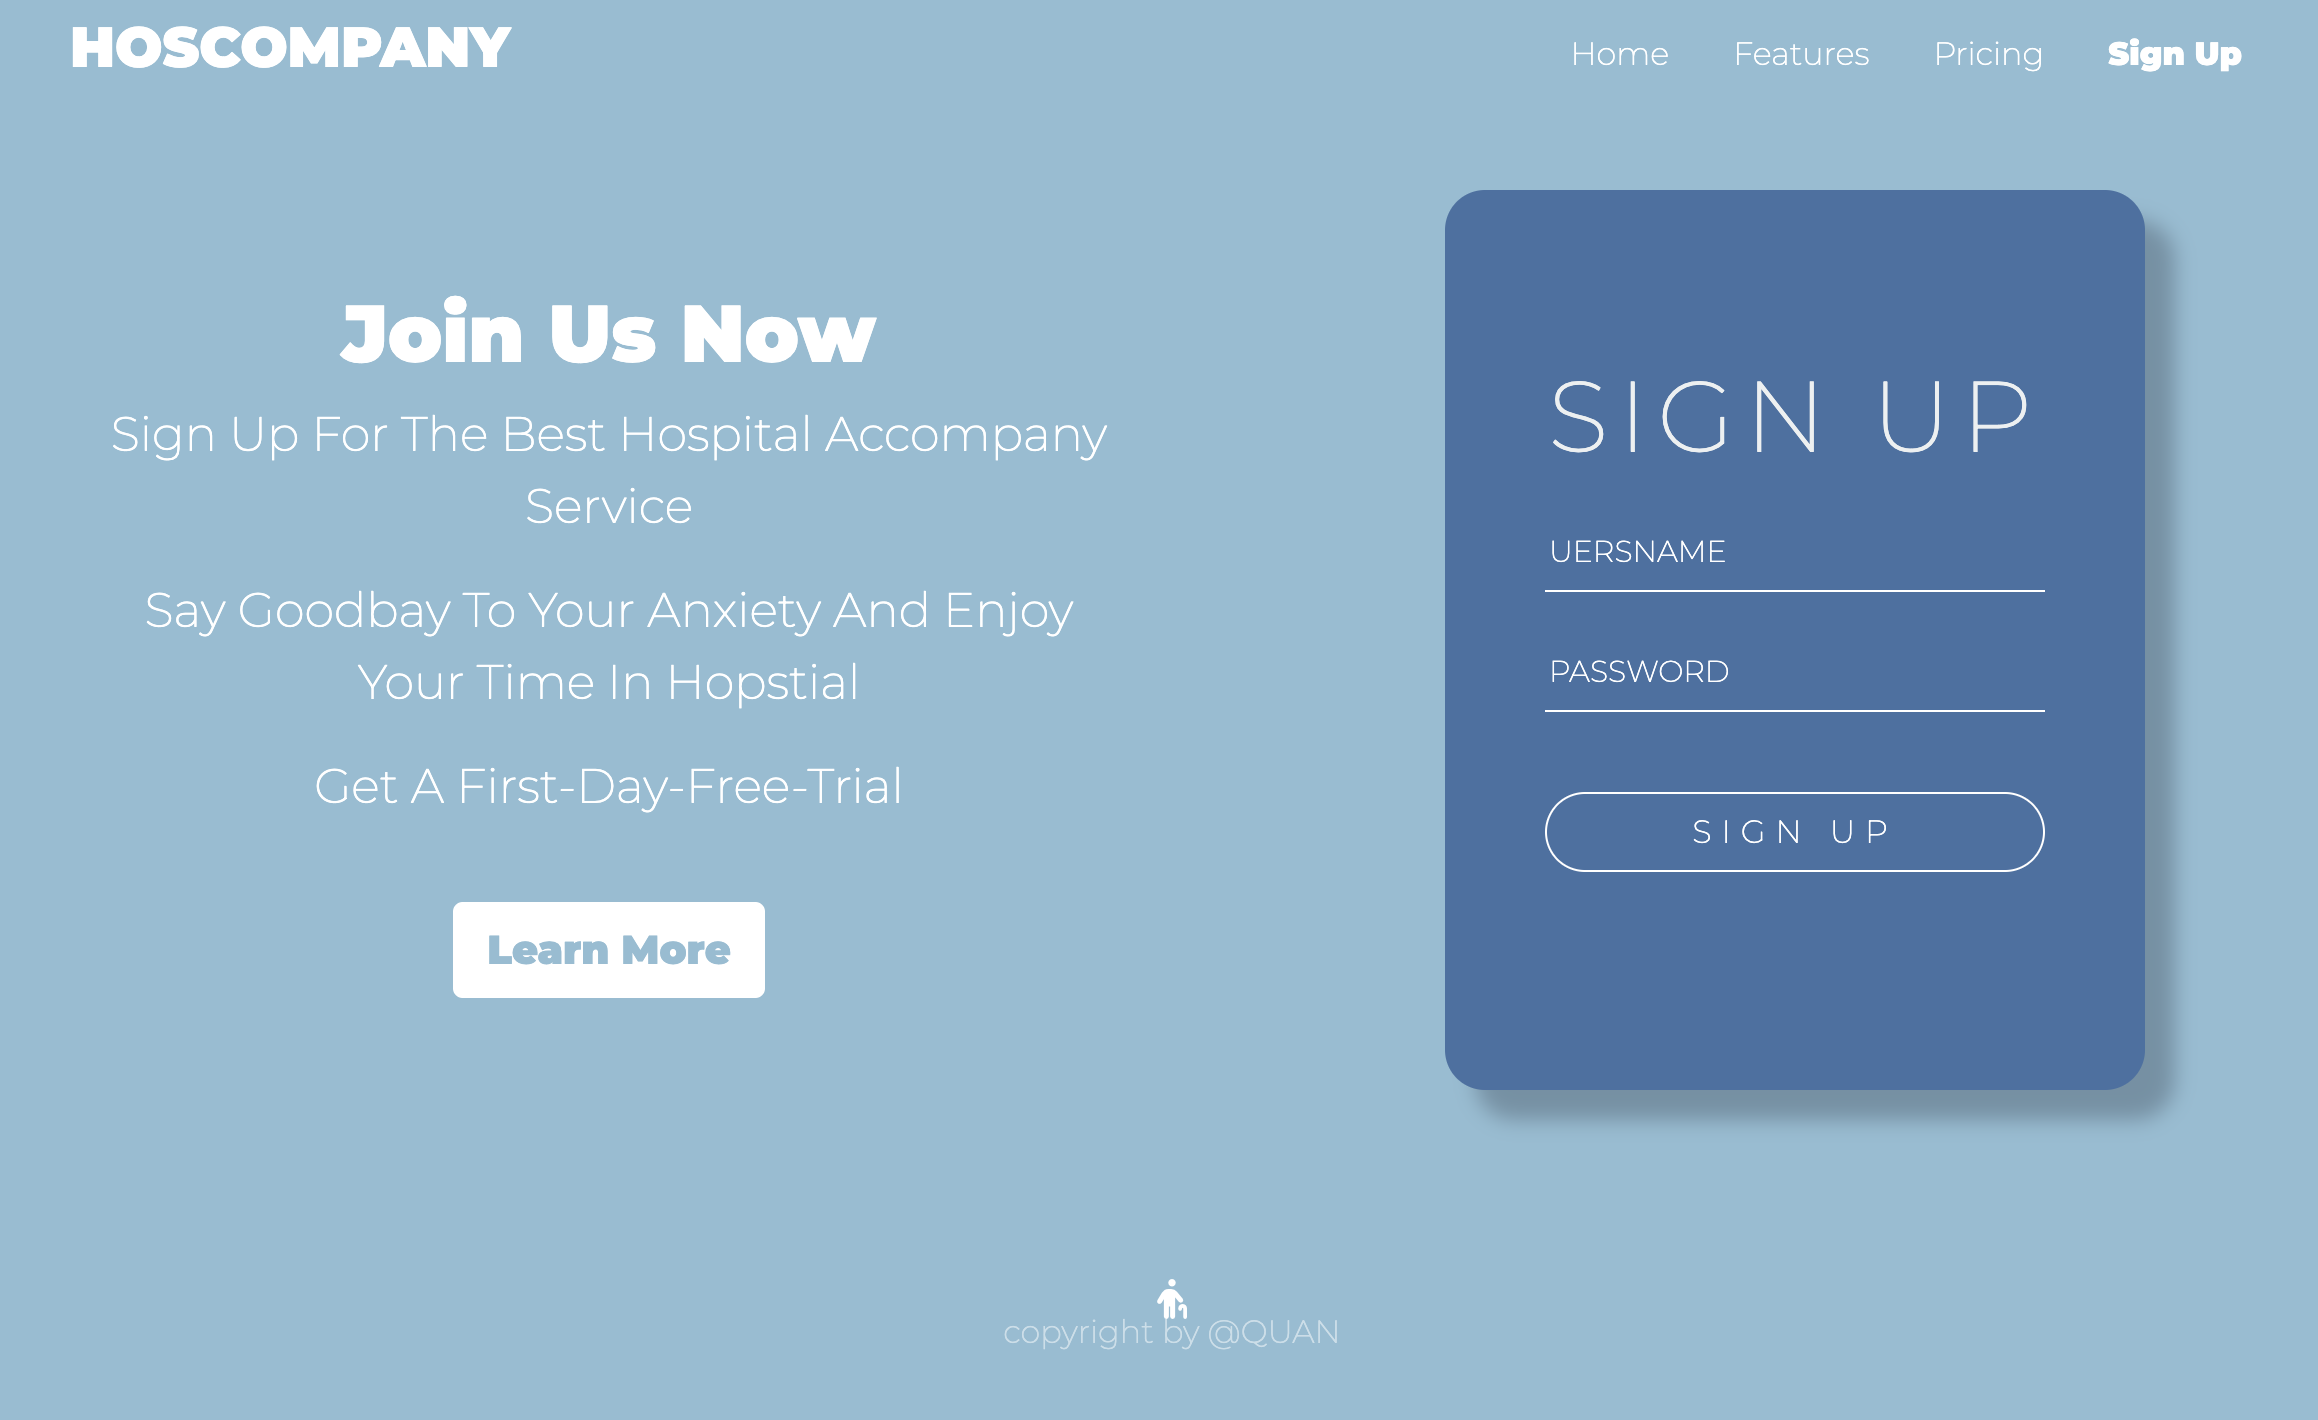 HOSCOMPANY
Home Features Pricing Sign Up
Join Us Now
Sign Up For The Best Hospital Accompany
Service
Say Goodbay To Your Anxiety And Enjoy
Your Time In Hopstial
Get A First-Day-Free-Trial
Learn More
SIGN UP
UERSNAME
PASSWORD
SIGN UP
copyright by @QUAN